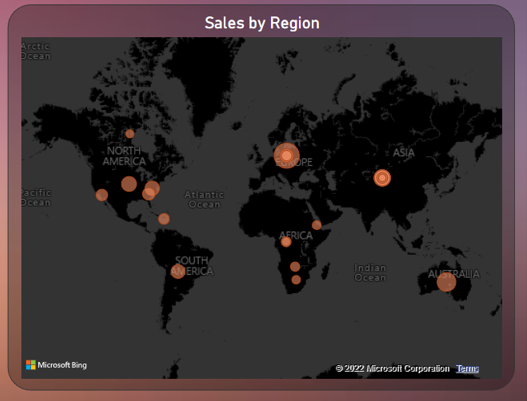 Sales by Region
Arctic
Ocean
NORTH
AMERICA
ASIA
EUROPE
Pacific
Ocean
Atlantic
Ocean
AFRICA
SOUTH
AMERICA
Indian
Ocean
AUSTRALIA
Microsoft Bing
© 2022 Microsoft Corporation Terms